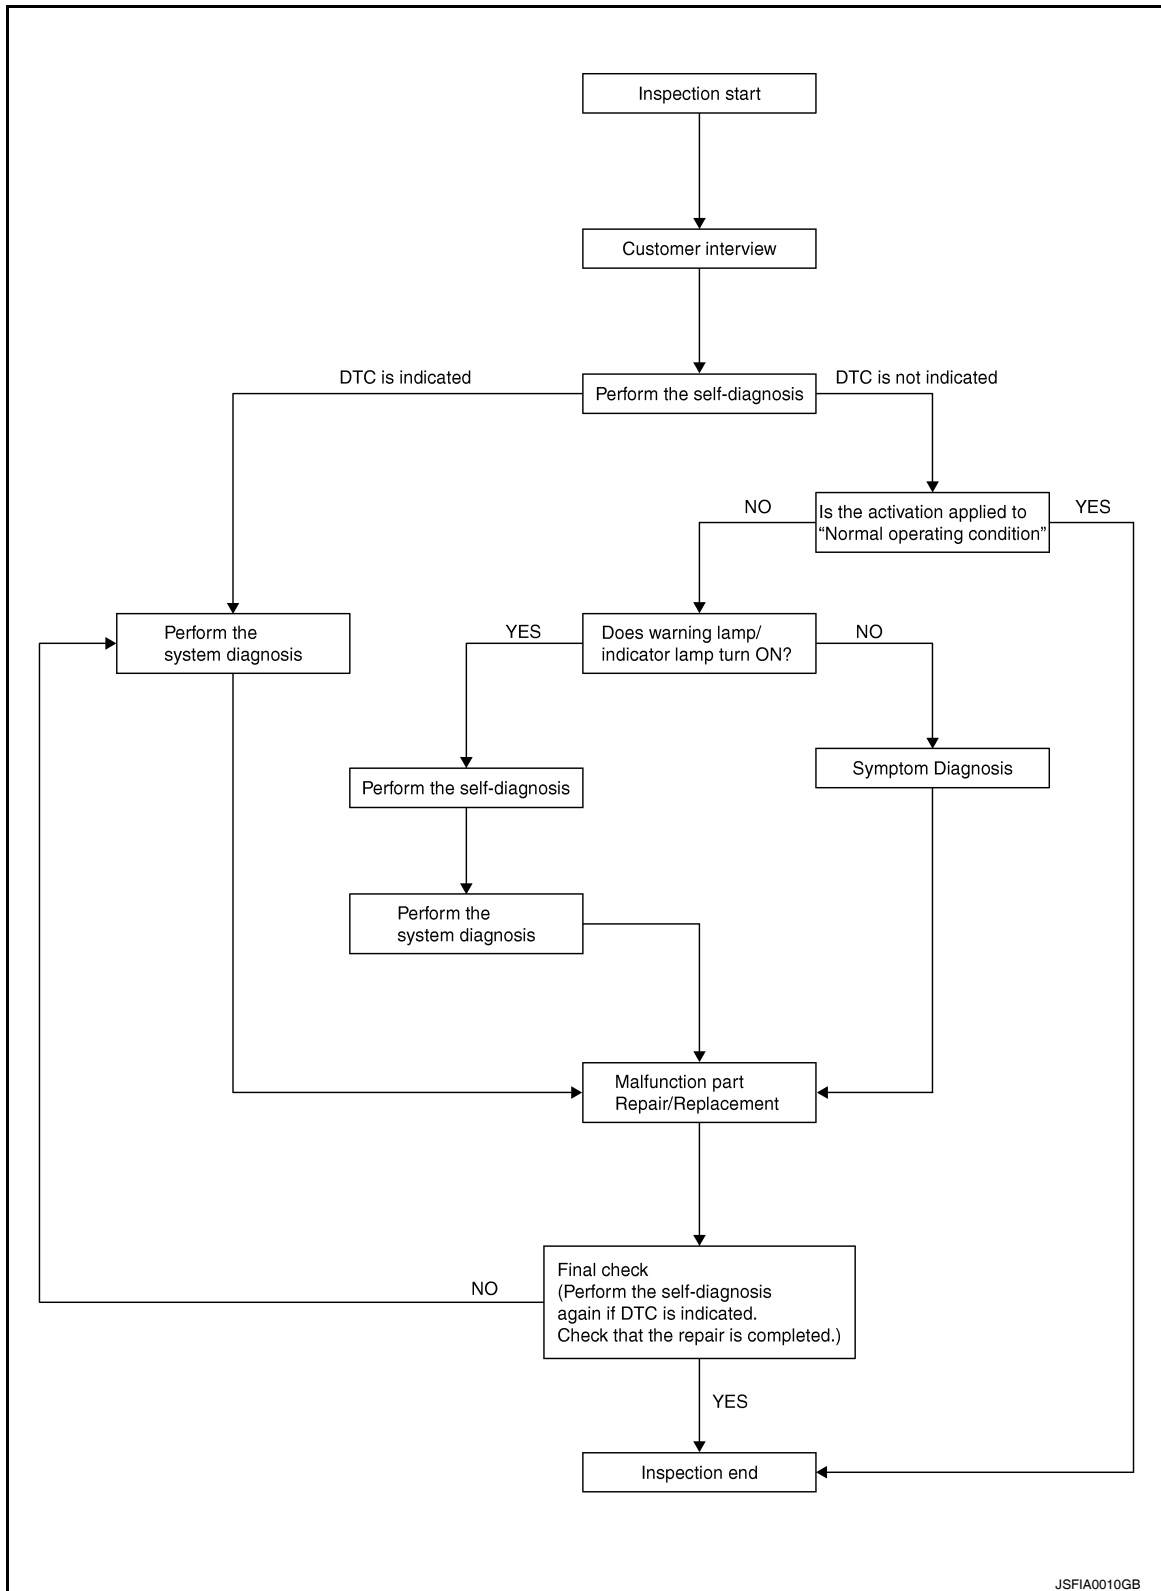 Inspection start
Customer interview
DTC is indicated
DTC is not indicated
Perform the self-diagnosis
NO
Is the activation applied to
“Normal operating condition”
YES
Perform the
system diagnosis
YES
Does warning lamp/
indicator lamp turn ON?
NO
Perform the self-diagnosis
Symptom Diagnosis
Perform the
system diagnosis
Malfunction part
Repair/Replacement
NO
Final check
(Perform the self-diagnosis
again if DTC is indicated.
Check that the repair is completed.)
YES
Inspection end
JSFIA0010GB